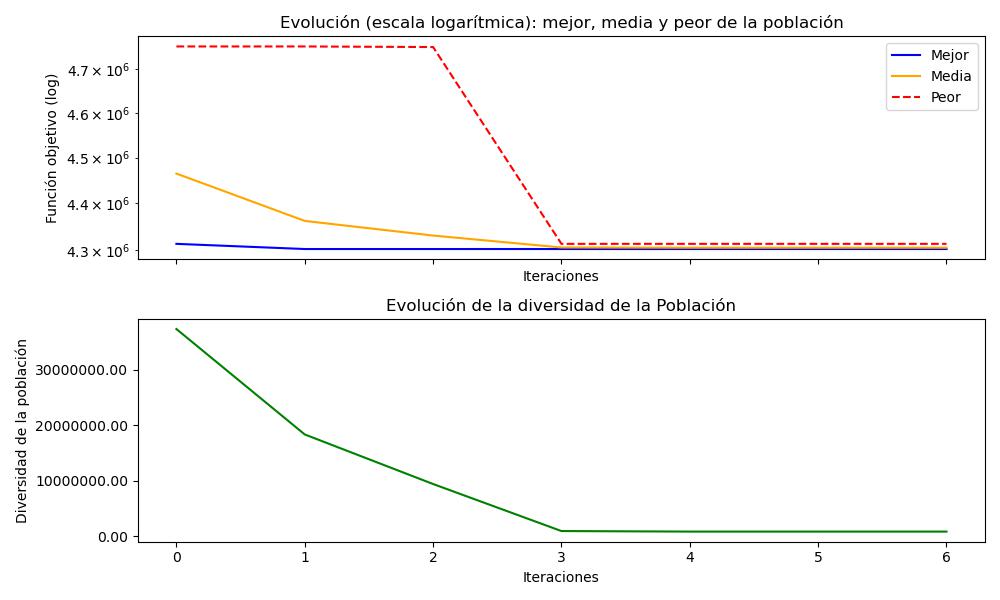 Evolución (escala logarítmica): mejor, media y peor de la población
Función objetivo (log)
4.7 × 10⁶
4.6 × 10⁶
4.5 × 10⁶
4.4 × 10⁶
4.3 × 10⁶
Mejor
Media
Peor
Iteraciones
Evolución de la diversidad de la Población
Diversidad de la población
30000000.00
20000000.00
10000000.00
0.00
0 1 2 3 4 5 6
Iteraciones